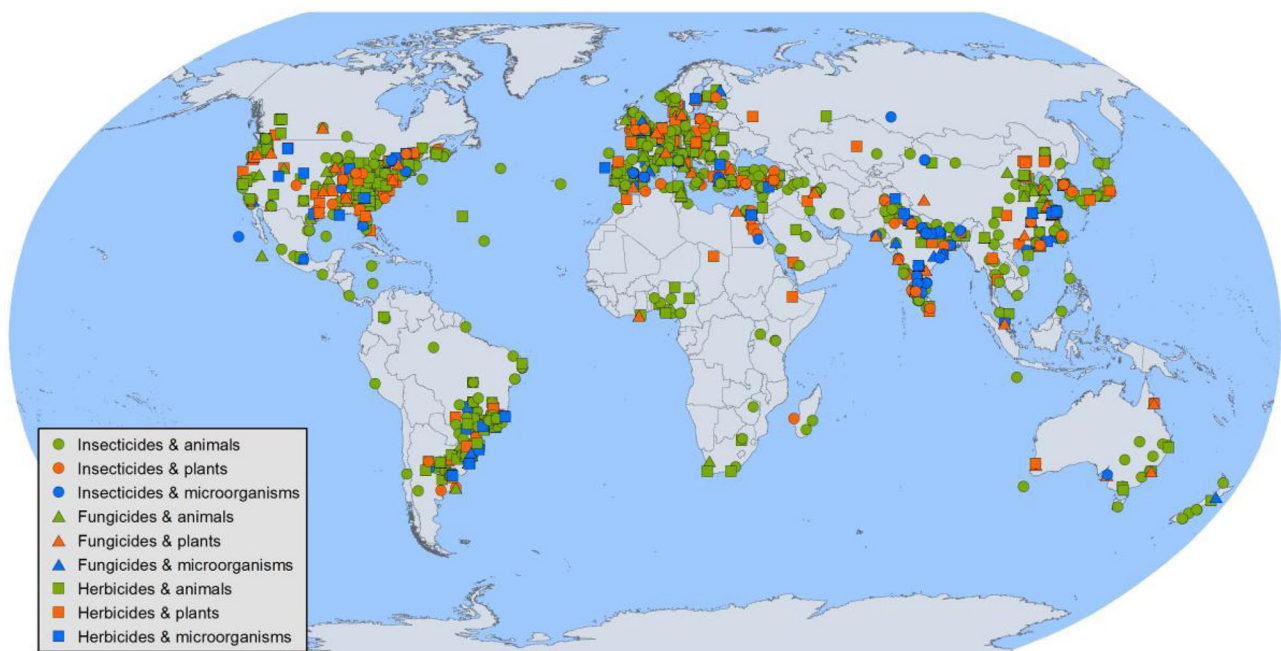 Insecticides & animals
Insecticides & plants
Insecticides & microorganisms
Fungicides & animals
Fungicides & plants
Fungicides & microorganisms
Herbicides & animals
Herbicides & plants
Herbicides & microorganisms